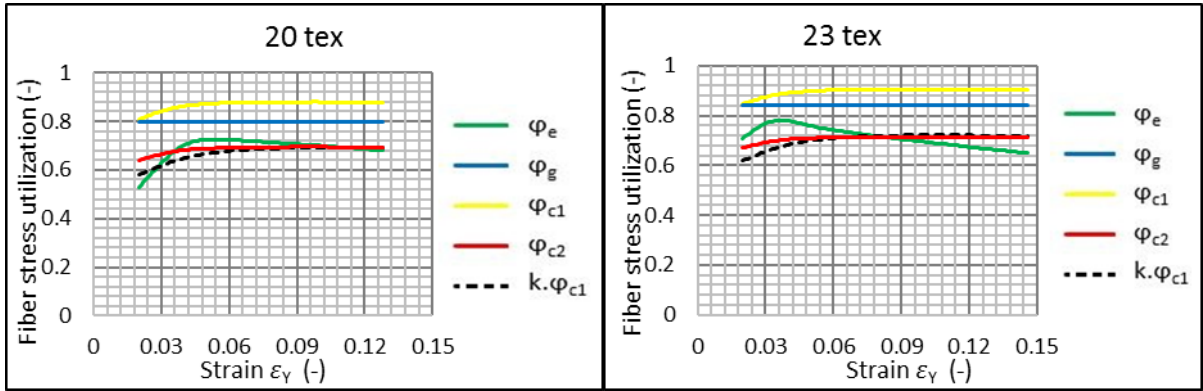 20 tex
Fiber stress utilization (-)
1
0.8
0.6
0.4
0.2
0
0 0.03 0.06 0.09 0.12 0.15
Strain εY (-)
φe
φg
φc1
φc2
k.φc1
23 tex
Fiber stress utilization (-)
1
0.8
0.6
0.4
0.2
0
0 0.03 0.06 0.09 0.12 0.15
Strain εY (-)
φe
φg
φc1
φc2
k.φc1